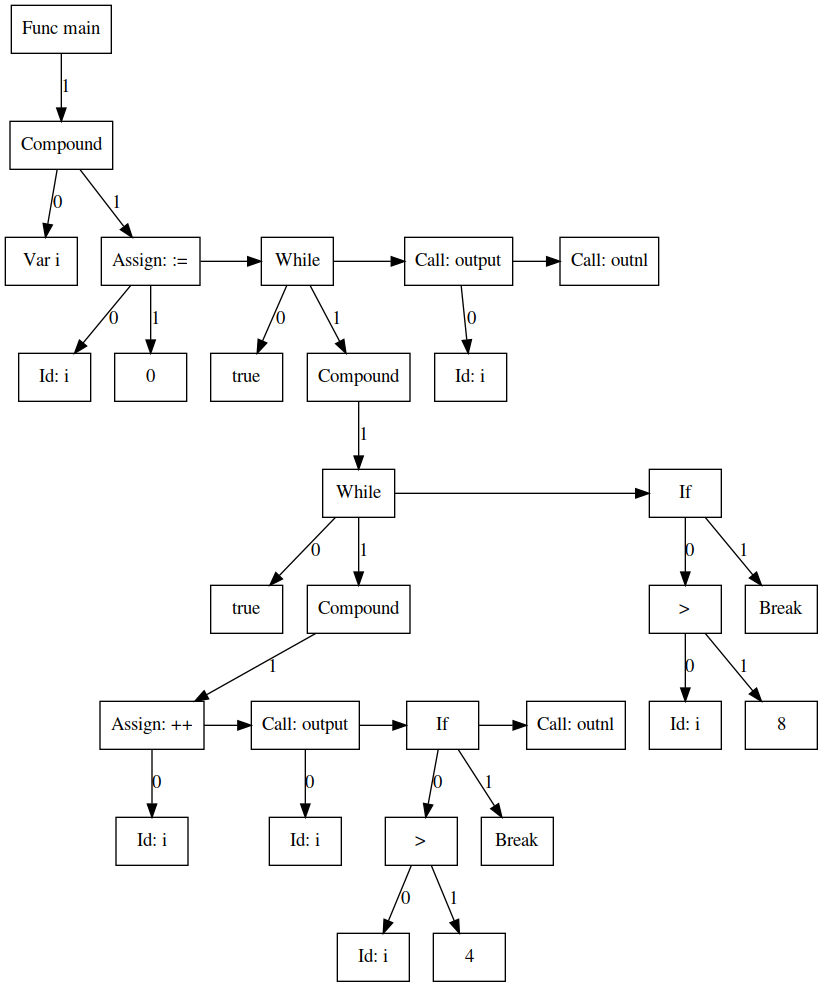 Func main
1
Compound
0 1
Var i Assign: := While Call: output Call: outnl
0 1 0 1 0
Id: i 0 true Compound Id: i
1
While If
0 1 0 1
true Compound > Break
1 0 1
Assign: ++ Call: output If Call: outnl Id: i 8
0 0 0 1
Id: i Id: i > Break
0 1
Id: i 4